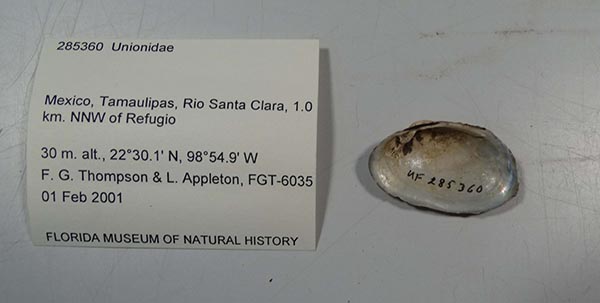 285360 Unionidae
Mexico, Tamaulipas, Rio Santa Clara, 1.0
km. NNW of Refugio
30 m. alt., 22°30.1' N, 98°54.9' W
F. G. Thompson & L. Appleton, FGT-6035
01 Feb 2001
FLORIDA MUSEUM OF NATURAL HISTORY
UF 285360